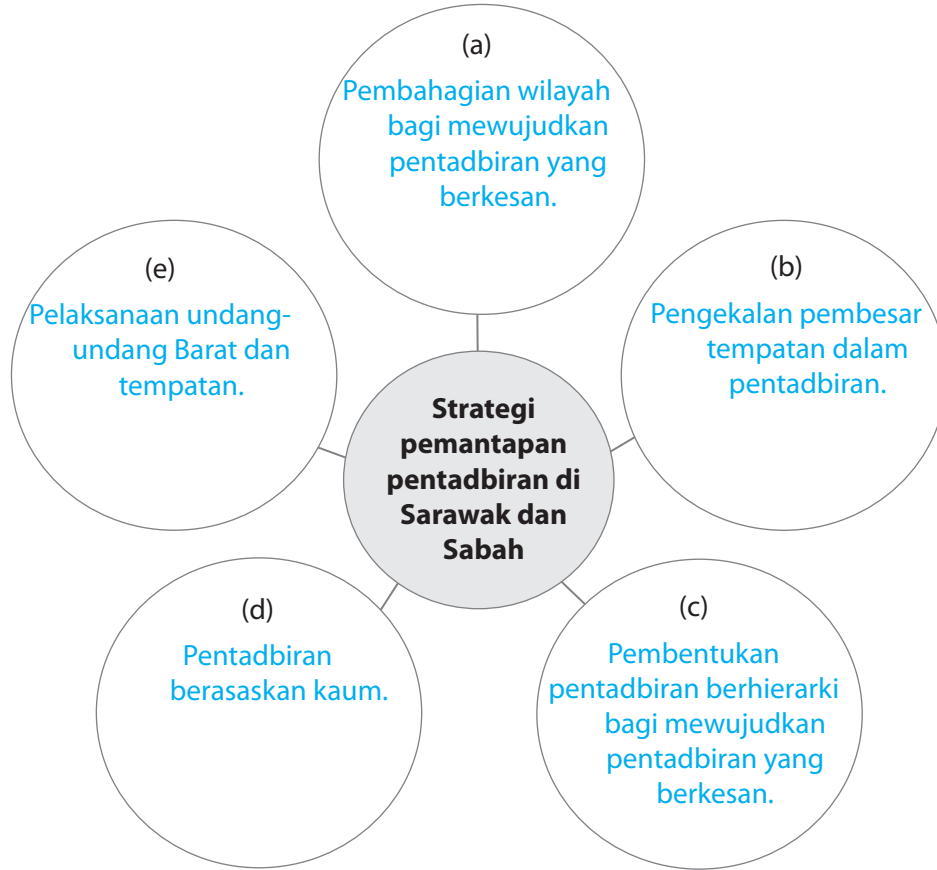 (a)
Pembahagian wilayah
bagi mewujudkan
pentadbiran yang
berkesan.
(b)
Pengekalan pembesar
tempatan dalam
pentadbiran.
(c)
Pembentukan
pentadbiran berhierarki
bagi mewujudkan
pentadbiran yang
berkesan.
(d)
Pentadbiran
berasaskan kaum.
(e)
Pelaksanaan undang-
undang Barat dan
tempatan.
Strategi
pemantapan
pentadbiran di
Sarawak dan
Sabah